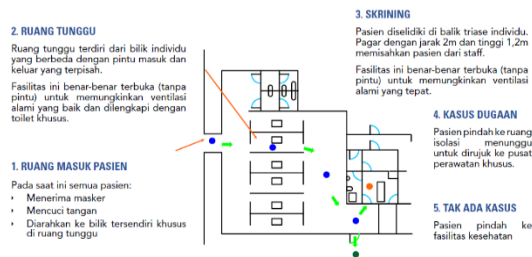 2. RUANG TUNGGU
Ruang tunggu terdiri dari bilik individu
yang berbeda dengan pintu masuk dan
keluar yang terpisah.
Fasilitas ini benar-benar terbuka (tanpa
pintu) untuk memungkinkan ventilasi
alami yang baik dan dilengkapi dengan
toilet khusus.
1. RUANG MASUK PASIEN
Pada saat ini semua pasien:
• Menerima masker
• Mencuci tangan
• Diarahkan ke bilik tersendiri khusus
di ruang tunggu
3. SKRINING
Pasien diselidiki di balik triase individu.
Pagar dengan jarak 2m dan tinggi 1,2m
memisahkan pasien dari staff.
Fasilitas ini benar-benar terbuka (tanpa
pintu) untuk memungkinkan ventilasi
alami yang tepat.
4. KASUS DUGAAN
Pasien pindah ke ruang
isolasi menunggu
untuk dirujuk ke pusat
perawatan khusus.
5. TAK ADA KASUS
Pasien pindah ke
fasilitas kesehatan